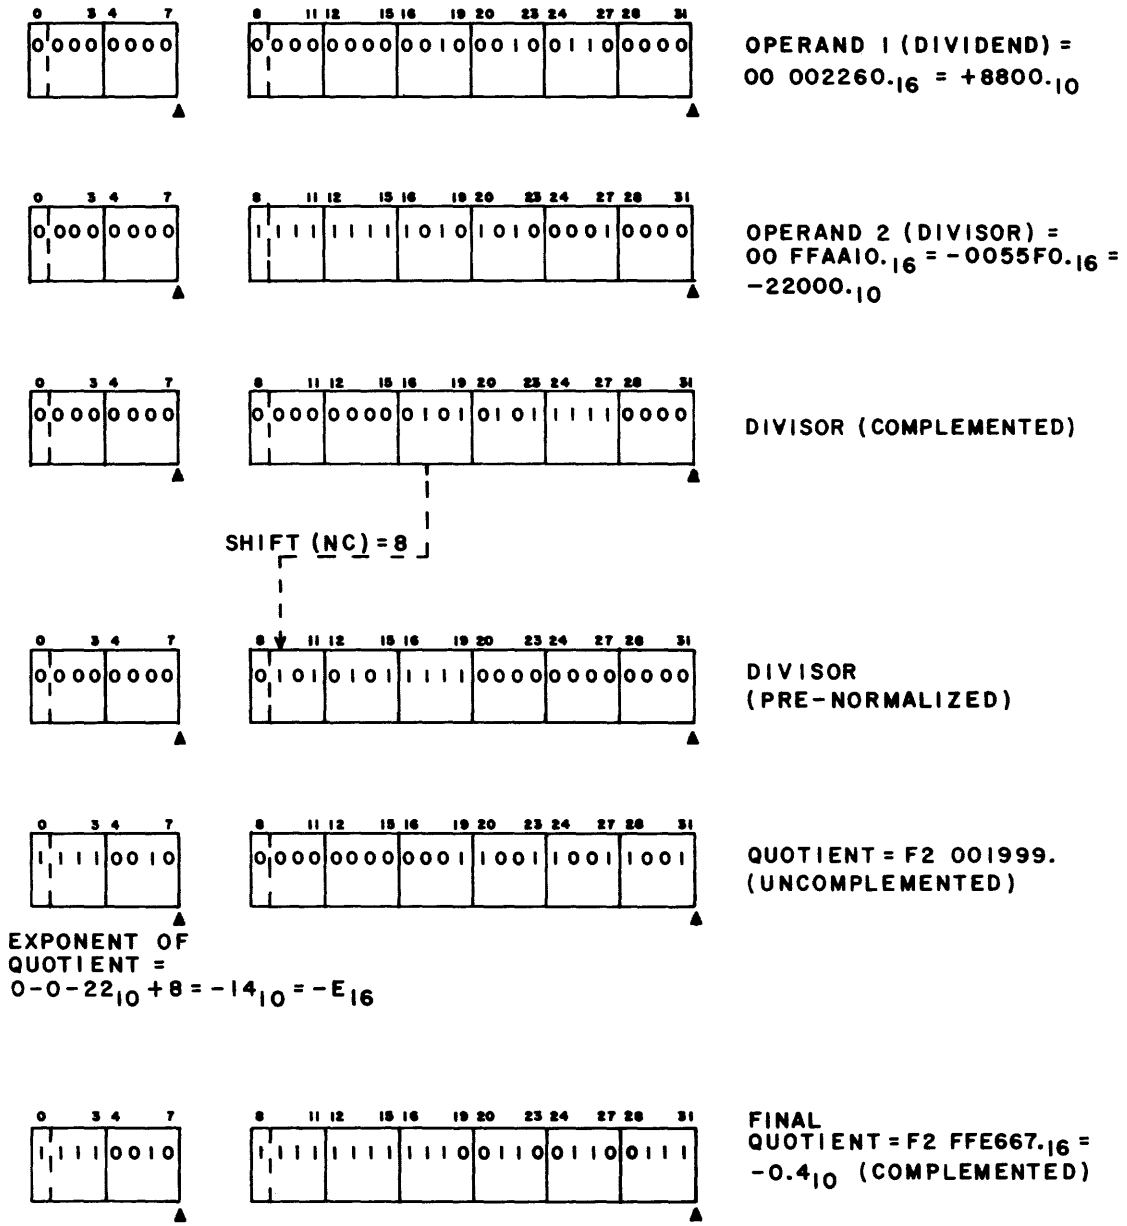 0 3 4 7 8 11 12 15 16 19 20 23 24 27 28 31
0 000 0000 0 000 0000 0010 0010 0110 0000
OPERAND 1 (DIVIDEND) =
00 002260.16 = +8800.10
0 3 4 7 8 11 12 15 16 19 20 23 24 27 28 31
0 000 0000 1 111 1111 1010 1010 0001 0000
OPERAND 2 (DIVISOR) =
00 FFAA10.16 = -0055F0.16 =
-22000.10
0 3 4 7 8 11 12 15 16 19 20 23 24 27 28 31
0 000 0000 0 000 0000 0101 0101 1111 0000
DIVISOR (COMPLEMENTED)
SHIFT (NC) = 8
0 3 4 7 8 11 12 15 16 19 20 23 24 27 28 31
0 000 0000 0 101 0101 1111 0000 0000 0000
DIVISOR
(PRE-NORMALIZED)
0 3 4 7 8 11 12 15 16 19 20 23 24 27 28 31
1 111 0010 0 000 0000 0001 1001 1001 1001
QUOTIENT = F2 001999.
(UNCOMPLEMENTED)
EXPONENT OF
QUOTIENT =
0-0-2210 + 8 = -1410 = -E16
0 3 4 7 8 11 12 15 16 19 20 23 24 27 28 31
1 111 0010 1 111 1111 1110 0110 0110 0111
FINAL
QUOTIENT = F2 FFE667.16 =
-0.410 (COMPLEMENTED)